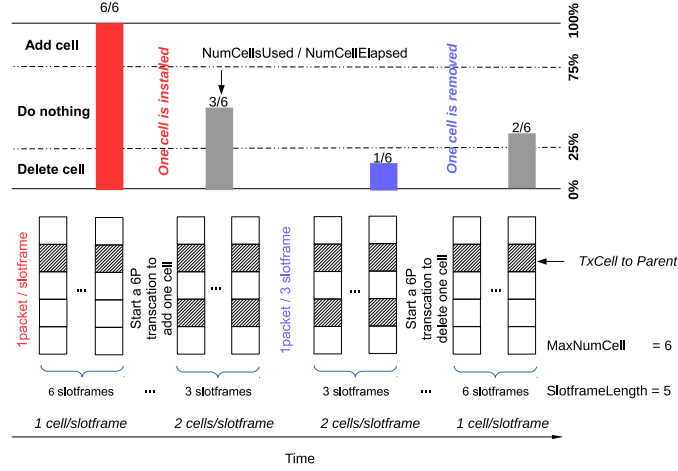 6/6
100%
Add cell
One cell is installed
NumCellsUsed / NumCellElapsed
One cell is removed
75%
Do nothing
3/6
2/6
1/6
25%
Delete cell
0%
1packet / slotframe
...
Start a 6P
transcation to
add one cell
...
1packet / 3 slotframe
...
Start a 6P
transcation to
delete one cell
...
TxCell to Parent
MaxNumCell = 6
6 slotframes
...
3 slotframes
3 slotframes
...
6 slotframes
SlotframeLength = 5
1 cell/slotframe
2 cells/slotframe
2 cells/slotframe
1 cell/slotframe
Time